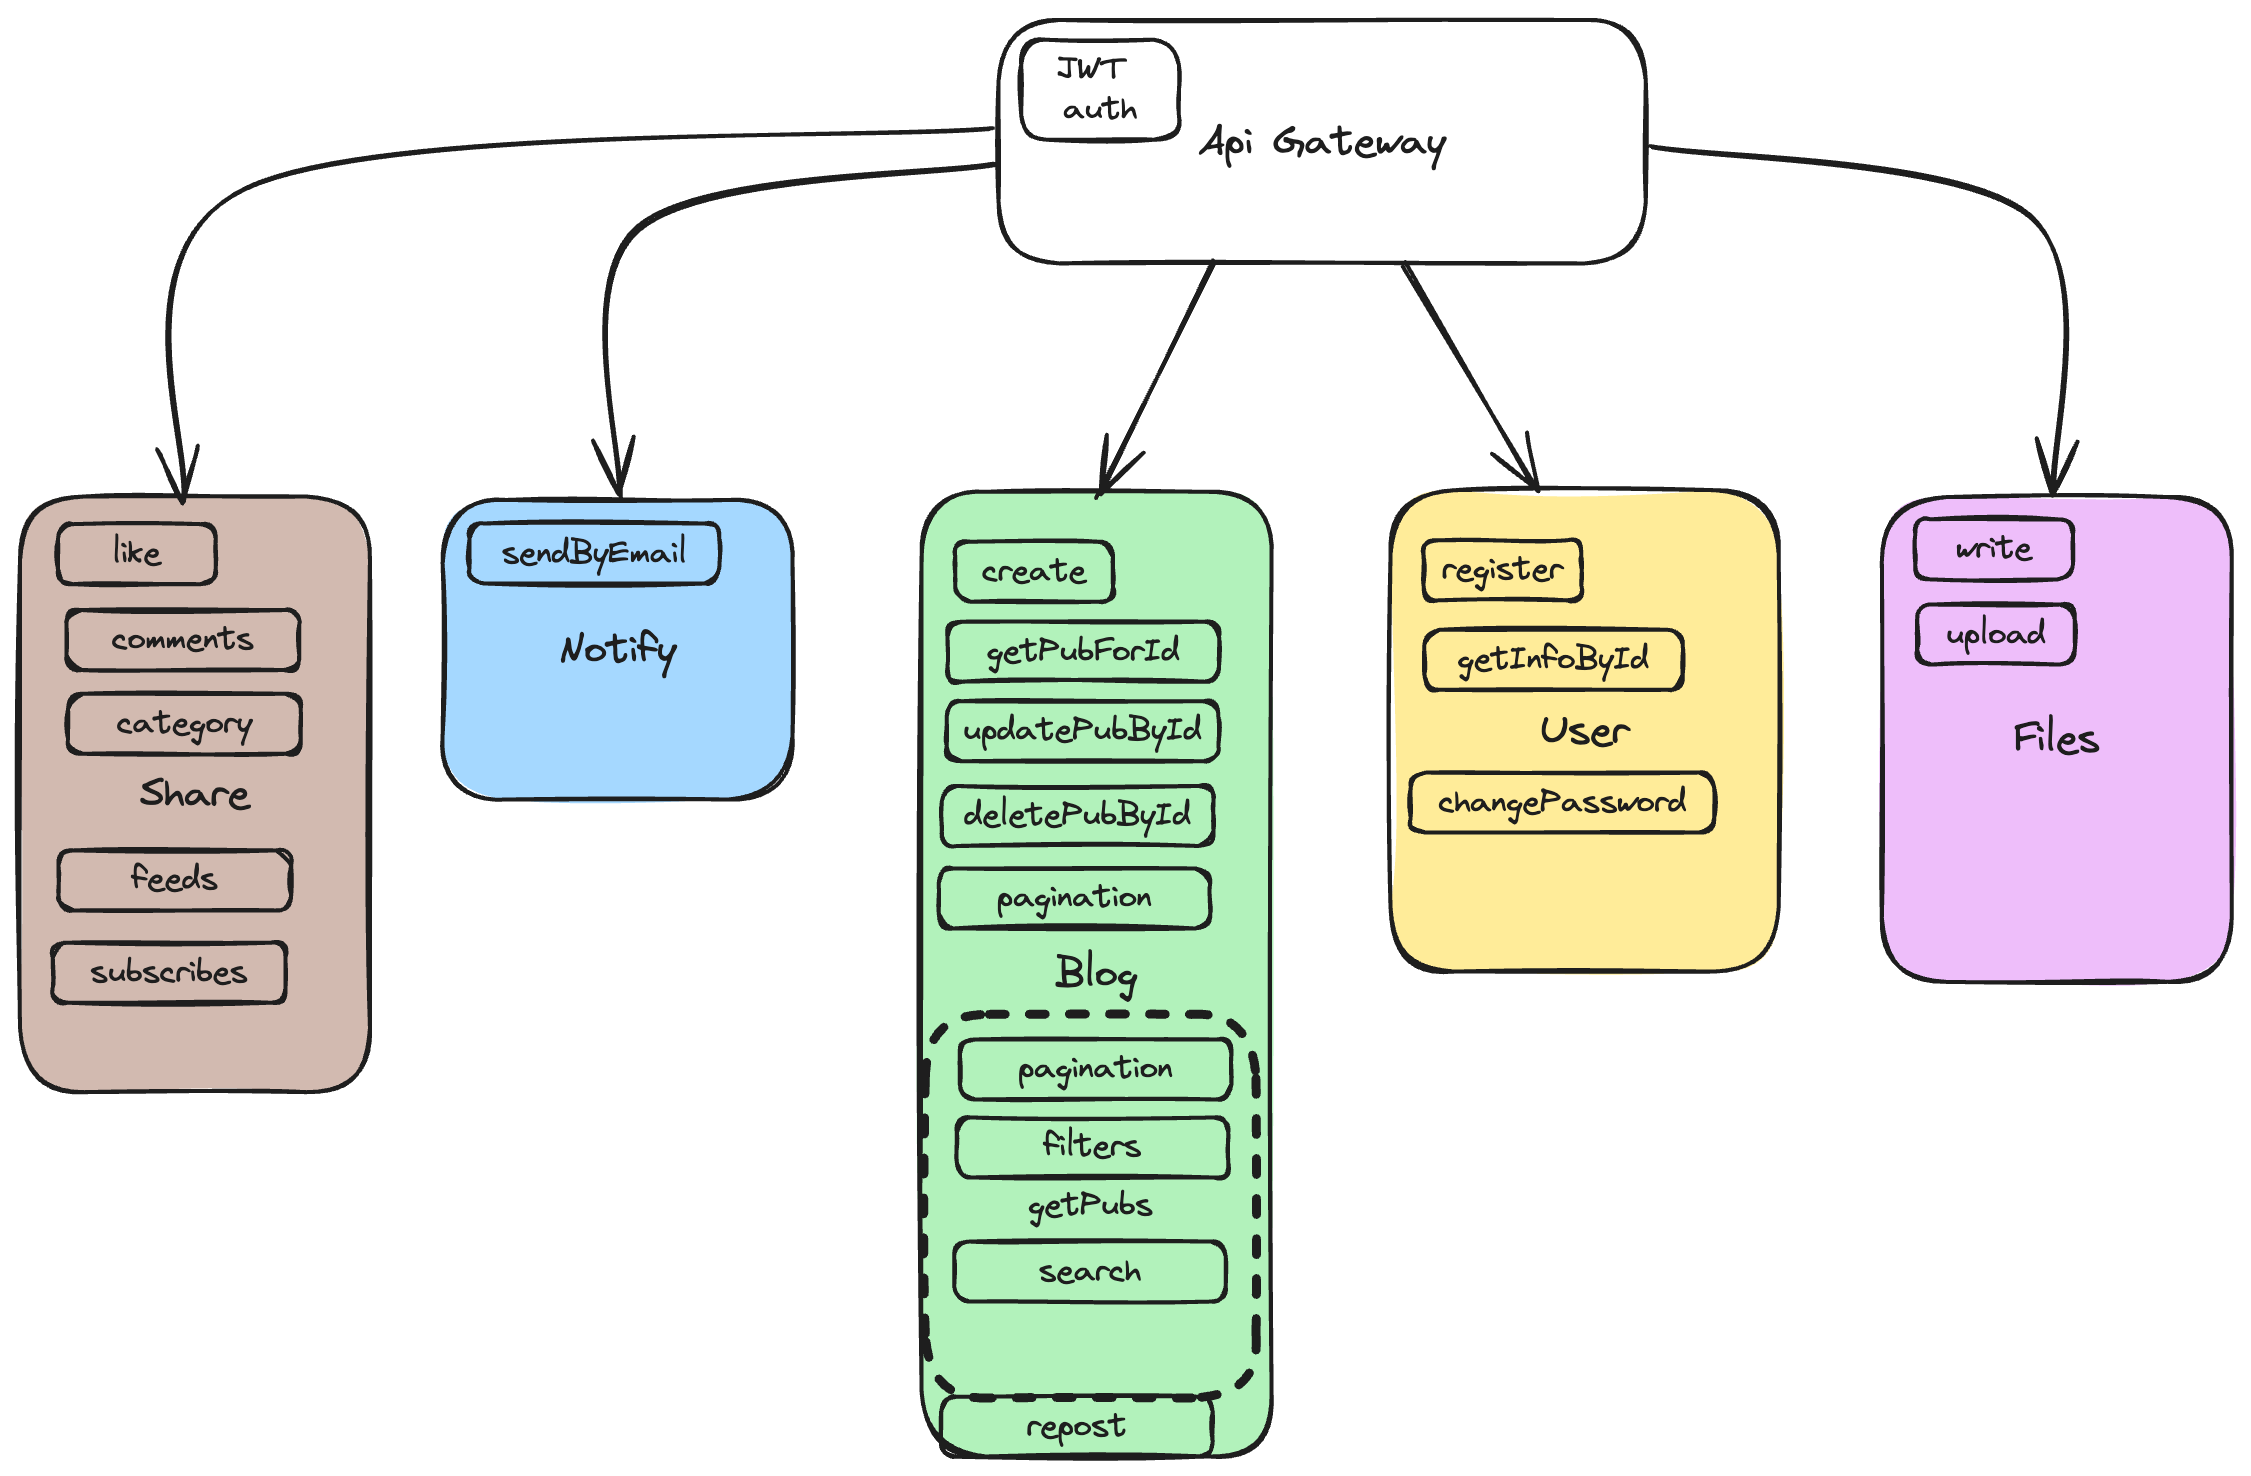 JWT
auth
Api Gateway
like
comments
category
Share
feeds
subscribes
sendByEmail
Notify
create
getPubForId
updatePubById
deletePubById
pagination
Blog
pagination
filters
getPubs
search
repost
register
getInfoById
User
changePassword
write
upload
Files